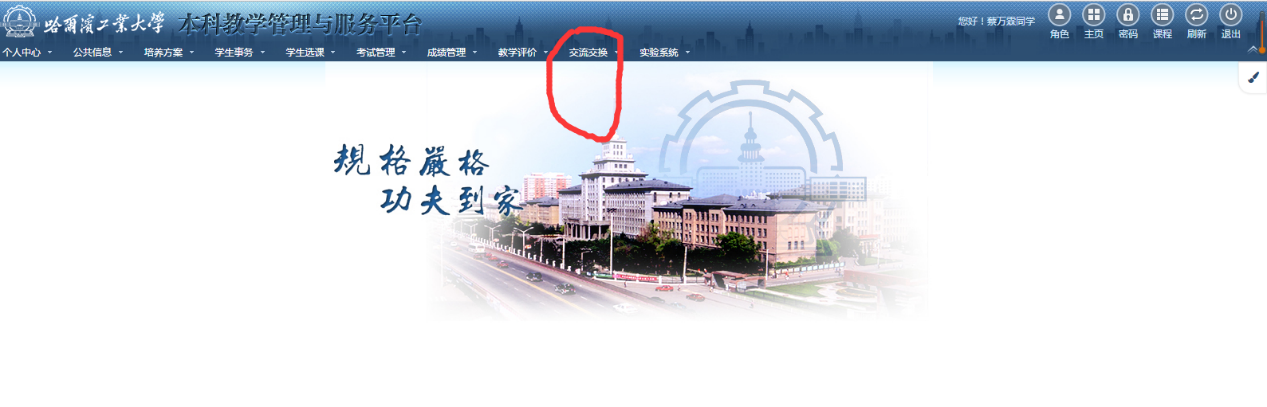 哈爾濱工業大學 本科教学管理与服务平台
您好！蔡万霖同学
角色 主页 密码 课程 刷新 退出
个人中心 公共信息 培养方案 学生事务 学生选课 考试管理 成绩管理 教学评价 交流交换 实验系统
規格嚴格
功夫到家